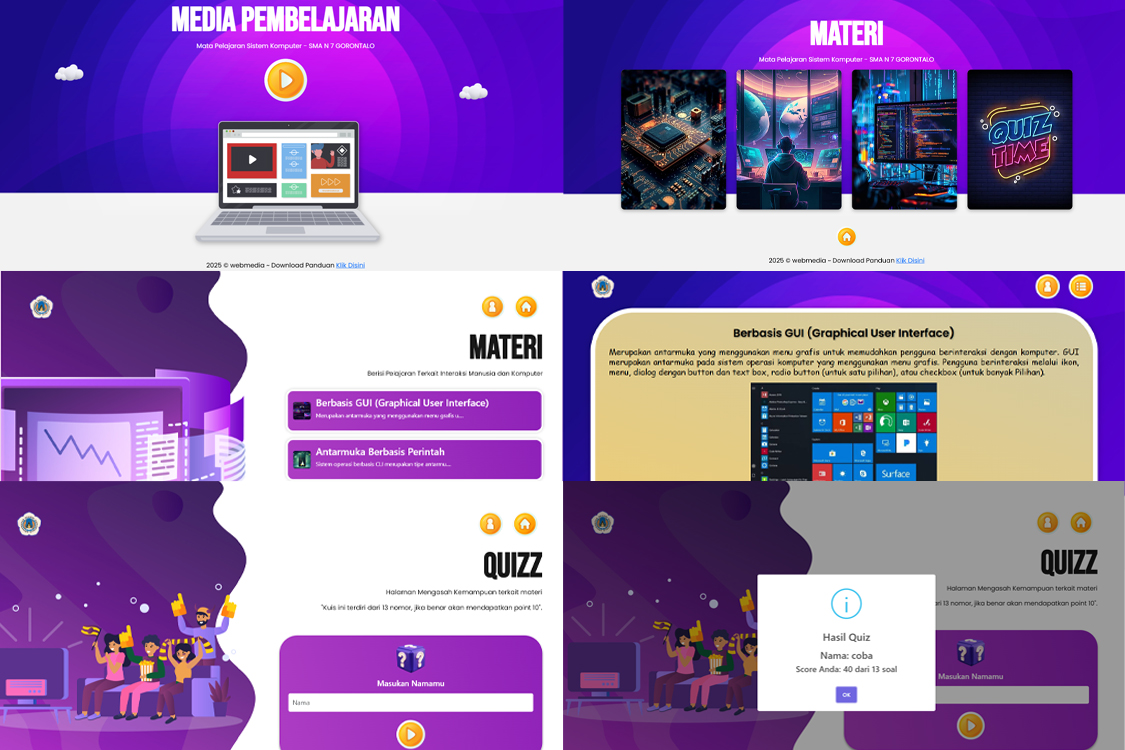 MEDIA PEMBELAJARAN
Mata Pelajaran Sistem Komputer - SMA N 7 GORONTALO
2025 © webmedia - Download Panduan Klik Disini
MATERI
Mata Pelajaran Sistem Komputer - SMA N 7 GORONTALO
QUIZ
TIME
2025 © webmedia - Download Panduan Klik Disini
MATERI
Berisi Pelajaran Terkait Interaksi Manusia dan Komputer
Berbasis GUI (Graphical User Interface)
Merupakan antarmuka yang menggunakan menu grafis u...
Antarmuka Berbasis Perintah
Sistem operasi berbasis CLI merupakan tipe antarmu...
Berbasis GUI (Graphical User Interface)
Merupakan antarmuka yang menggunakan menu grafis untuk memudahkan pengguna berinteraksi dengan komputer. GUI
merupakan antarmuka pada sistem operasi komputer yang menggunakan menu grafis. Pengguna berinteraksi melalui ikon,
menu, dialog dengan button dan text box, radio button (untuk satu pilihan), atau checkbox (untuk banyak Pilihan).
Surface
QUIZZ
Halaman Mengasah Kemampuan terkait materi
"Kuis ini terdiri dari 13 nomor, jika benar akan mendapatkan point 10".
Masukan Namamu
Nama
QUIZZ
Halaman Mengasah Kemampuan terkait materi
ri 13 nomor, jika benar akan mendapatkan point 10".
Hasil Quiz
Nama: coba
Score Anda: 40 dari 13 soal
OK
Masukan Namamu